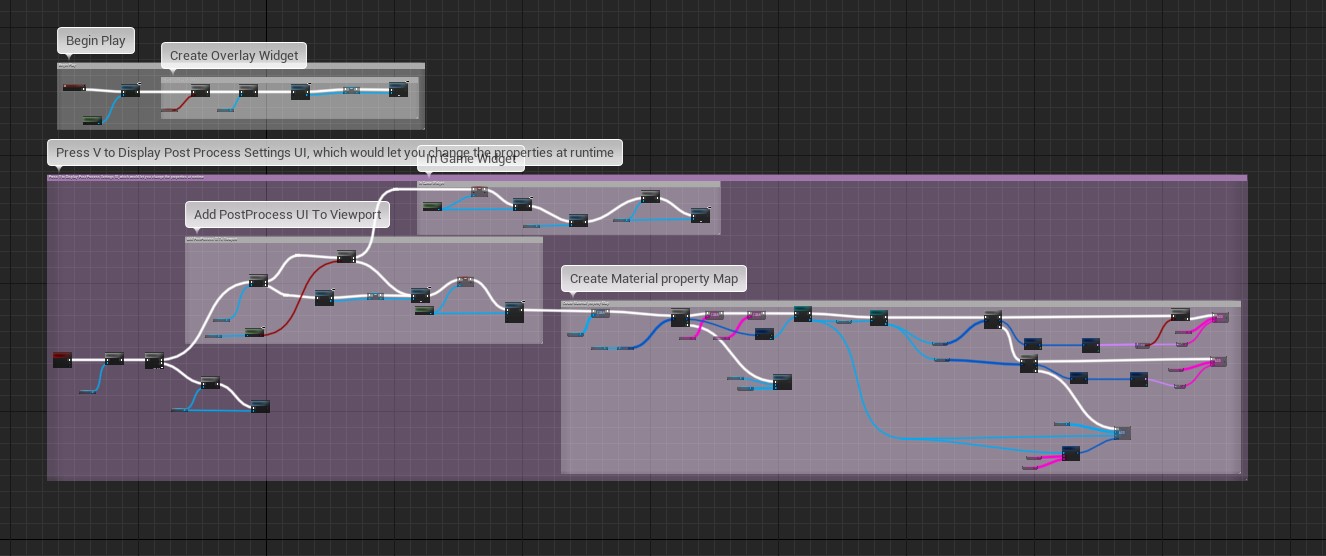 Begin Play
Create Overlay Widget
Press V to Display Post Process Settings UI, which would let you change the properties at runtime
In Game Widget
Add PostProcess UI To Viewport
Create Material property Map